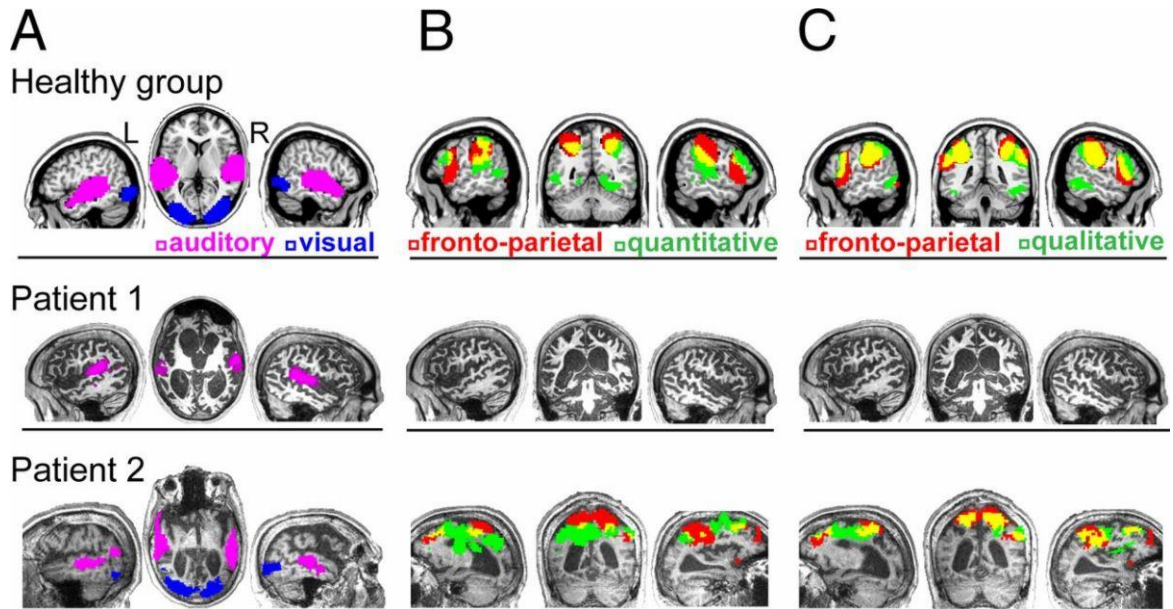 A B C
Healthy group
L R
auditory visual fronto-parietal quantitative fronto-parietal qualitative
Patient 1
Patient 2